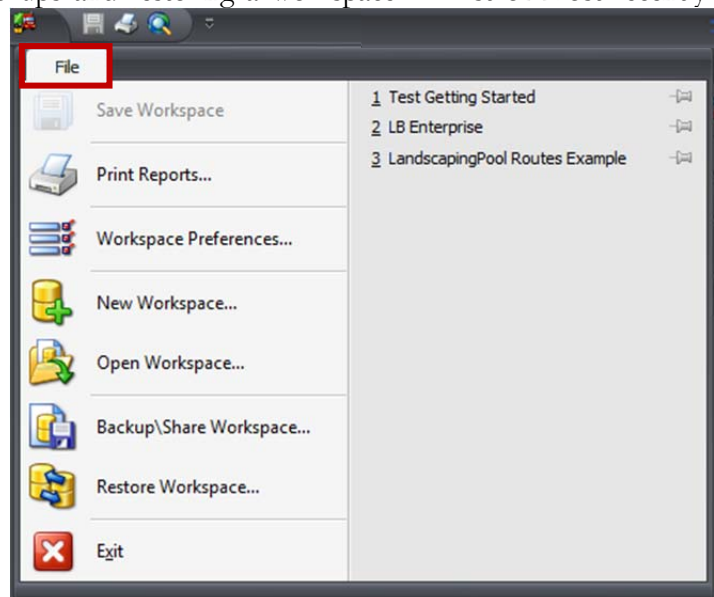 File
Save Workspace
Print Reports...
Workspace Preferences...
New Workspace...
Open Workspace...
Backup\Share Workspace...
Restore Workspace...
Exit
1 Test Getting Started
2 LB Enterprise
3 LandscapingPool Routes Example